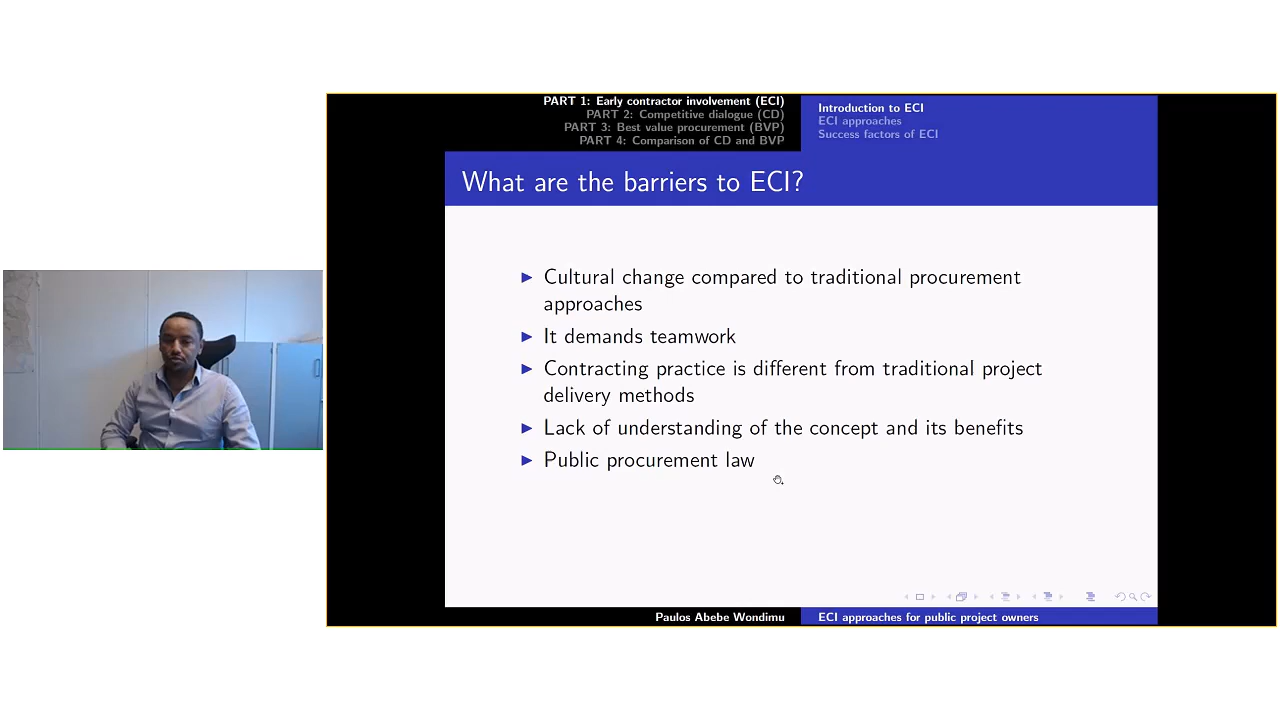 PART 1: Early contractor involvement (ECI)
PART 2: Competitive dialogue (CD)
PART 3: Best value procurement (BVP)
PART 4: Comparison of CD and BVP
Introduction to ECI
ECI approaches
Success factors of ECI
What are the barriers to ECI?
Cultural change compared to traditional procurement
approaches
It demands teamwork
Contracting practice is different from traditional project
delivery methods
Lack of understanding of the concept and its benefits
Public procurement law
Paulos Abebe Wondimu
ECI approaches for public project owners